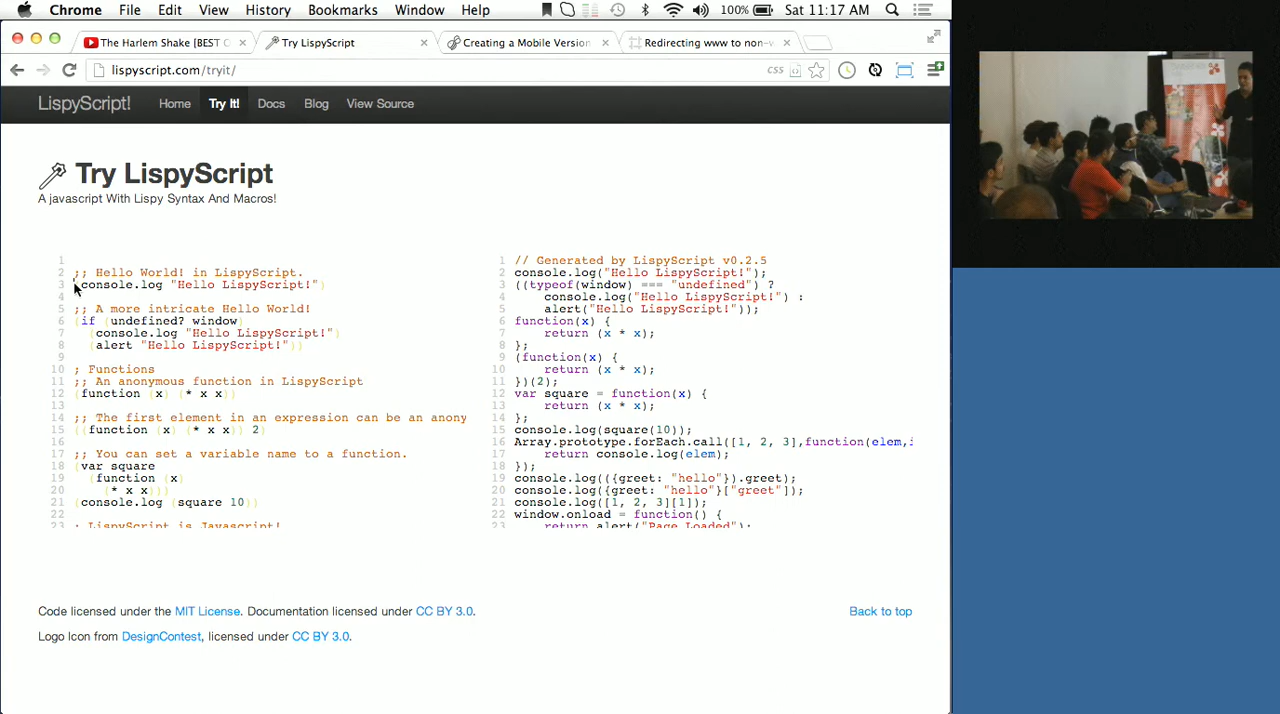 Chrome File Edit View History Bookmarks Window Help 100% Sat 11:17 AM
The Harlem Shake [BEST C
Try LispyScript
Creating a Mobile Version
Redirecting www to non-
lispyscript.com/tryit/
CSS
LispyScript! Home Try It! Docs Blog View Source
Try LispyScript
A javascript With Lispy Syntax And Macros!
1
2 ;; Hello World! in LispyScript.
3 console.log "Hello LispyScript!")
4
5 ;; A more intricate Hello World!
6 (if (undefined? window)
7 (console.log "Hello LispyScript!")
8 (alert "Hello LispyScript!"))
9
10 ; Functions
11 ;; An anonymous function in LispyScript
12 (function (x) (* x x))
13
14 ;; The first element in an expression can be an anony
15 ((function (x) (* x x)) 2)
16
17 ;; You can set a variable name to a function.
18 (var square
19 (function (x)
20 (* x x)))
21 (console.log (square 10))
22
23 ; LispyScript is Javascript!
1 // Generated by LispyScript v0.2.5
2 console.log("Hello LispyScript!");
3 ((typeof(window) === "undefined") ?
4 console.log("Hello LispyScript!") :
5 alert("Hello LispyScript!"));
6 function(x) {
7 return (x * x);
8 };
9 (function(x) {
10 return (x * x);
11 })(2);
12 var square = function(x) {
13 return (x * x);
14 };
15 console.log(square(10));
16 Array.prototype.forEach.call([1, 2, 3],function(elem,i
17 return console.log(elem);
18 });
19 console.log(({greet: "hello"}).greet);
20 console.log({greet: "hello"}["greet"]);
21 console.log([1, 2, 3][1]);
22 window.onload = function() {
23 return alert("Page Loaded");
Code licensed under the MIT License. Documentation licensed under CC BY 3.0.
Back to top
Logo Icon from DesignContest, licensed under CC BY 3.0.